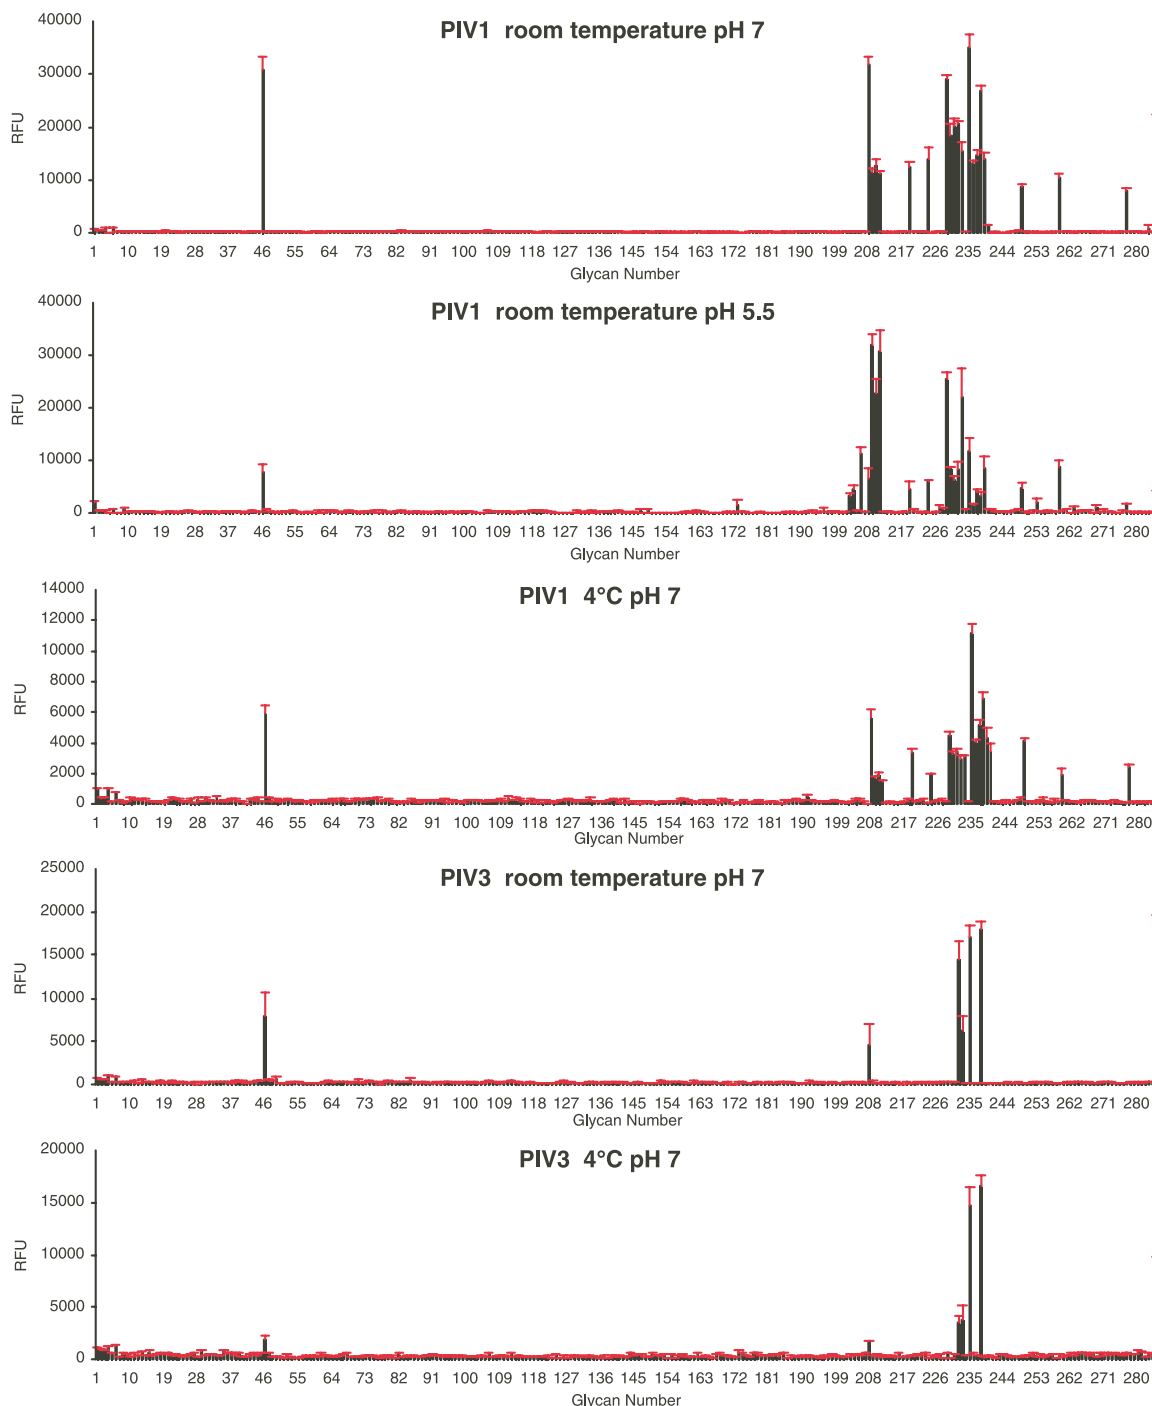 PIV1 room temperature pH 7
40000
30000
20000
10000
0
RFU
1 10 19 28 37 46 55 64 73 82 91 100 109 118 127 136 145 154 163 172 181 190 199 208 217 226 235 244 253 262 271 280
Glycan Number
PIV1 room temperature pH 5.5
40000
30000
20000
10000
0
RFU
1 10 19 28 37 46 55 64 73 82 91 100 109 118 127 136 145 154 163 172 181 190 199 208 217 226 235 244 253 262 271 280
Glycan Number
PIV1 4°C pH 7
14000
12000
10000
8000
6000
4000
2000
0
RFU
1 10 19 28 37 46 55 64 73 82 91 100 109 118 127 136 145 154 163 172 181 190 199 208 217 226 235 244 253 262 271 280
Glycan Number
PIV3 room temperature pH 7
25000
20000
15000
10000
5000
0
RFU
1 10 19 28 37 46 55 64 73 82 91 100 109 118 127 136 145 154 163 172 181 190 199 208 217 226 235 244 253 262 271 280
Glycan Number
PIV3 4°C pH 7
20000
15000
10000
5000
0
RFU
1 10 19 28 37 46 55 64 73 82 91 100 109 118 127 136 145 154 163 172 181 190 199 208 217 226 235 244 253 262 271 280
Glycan Number